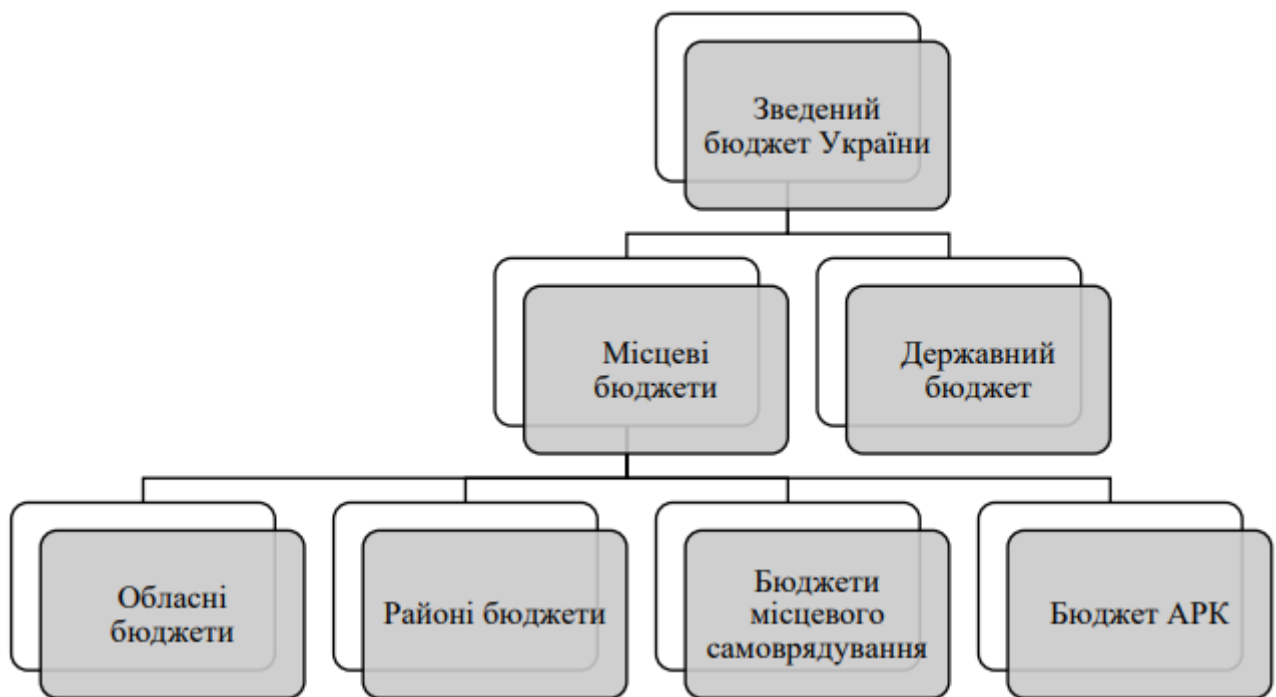 Зведений
бюджет України
Місцеві
бюджети
Державний
бюджет
Обласні
бюджети
Районі бюджети
Бюджети
місцевого
самоврядування
Бюджет АРК